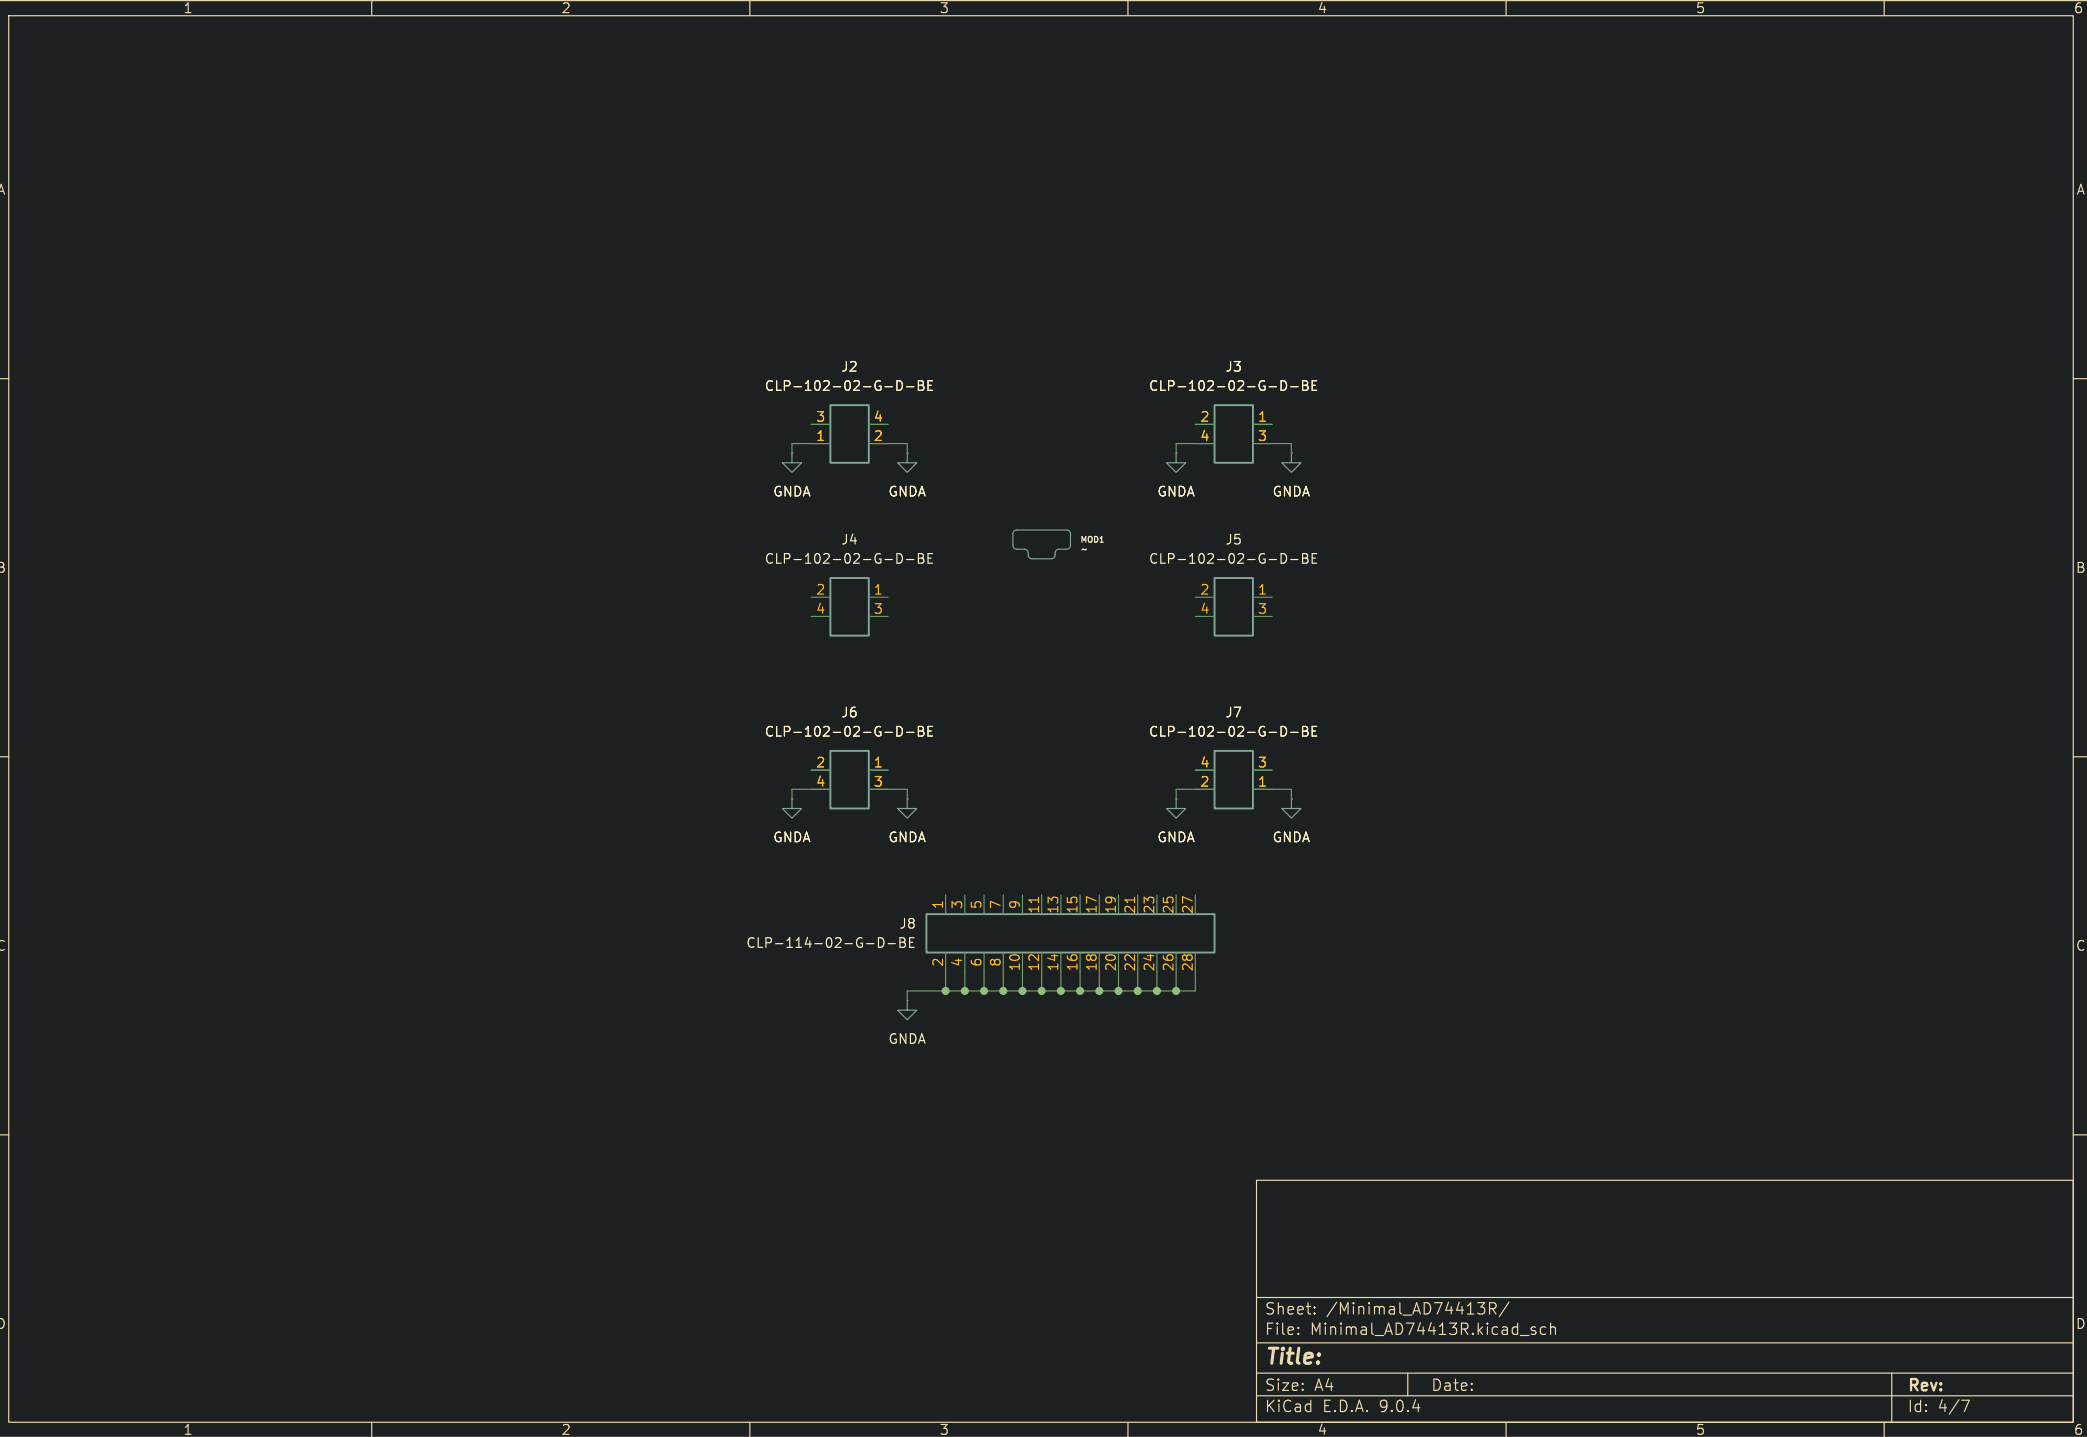 1 2 3 4 5 6
A A
J2 J3
CLP-102-02-G-D-BE CLP-102-02-G-D-BE
3 4 2 1
1 2 4 3
GNDA GNDA GNDA GNDA
J4 MOD1 J5
~
CLP-102-02-G-D-BE CLP-102-02-G-D-BE
B B
2 1 2 1
4 3 4 3
J6 J7
CLP-102-02-G-D-BE CLP-102-02-G-D-BE
2 1 4 3
4 3 2 1
GNDA GNDA GNDA GNDA
1 3 5 7 9 11 13 15 17 19 21 23 25 27
J8
CLP-114-02-G-D-BE
C C
2 4 6 8 10 12 14 16 18 20 22 24 26 28
GNDA
Sheet: /Minimal_AD74413R/
D D
File: Minimal_AD74413R.kicad_sch
Title:
Size: A4 Date: Rev:
KiCad E.D.A. 9.0.4 Id: 4/7
1 2 3 4 5 6